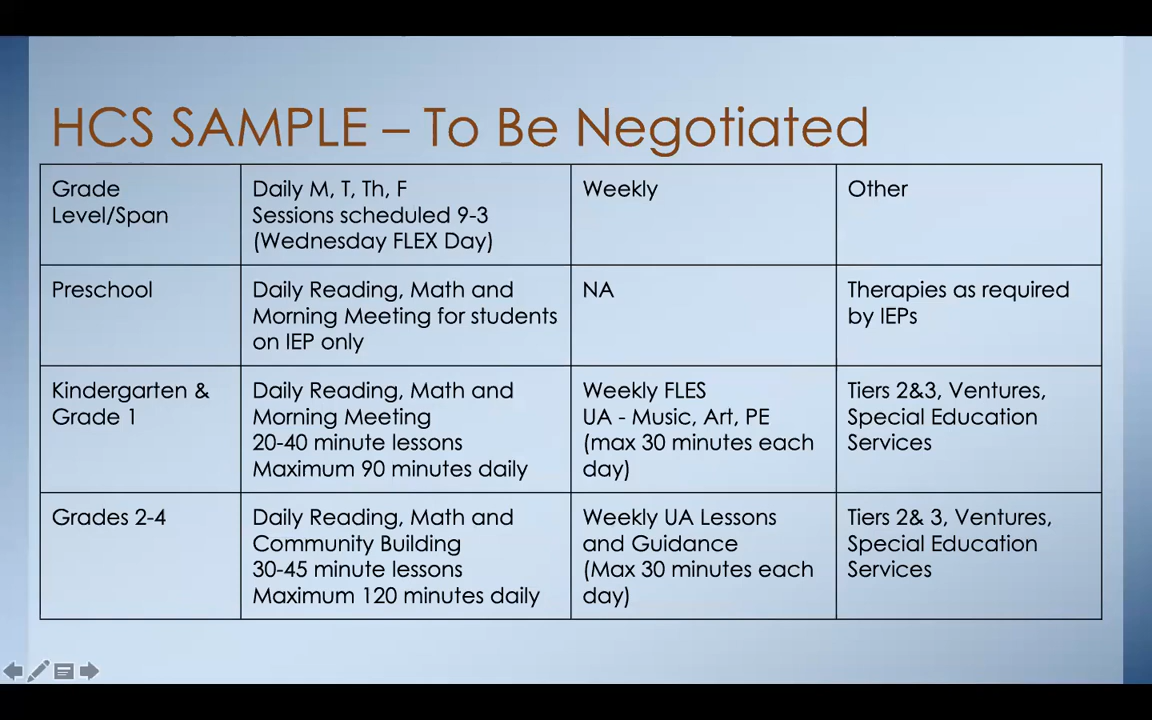 HCS SAMPLE – To Be Negotiated
Grade
Level/Span
Daily M, T, Th, F
Sessions scheduled 9-3
(Wednesday FLEX Day)
Weekly
Other
Preschool
Daily Reading, Math and
Morning Meeting for students
on IEP only
NA
Therapies as required
by IEPs
Kindergarten &
Grade 1
Daily Reading, Math and
Morning Meeting
20-40 minute lessons
Maximum 90 minutes daily
Weekly FLES
UA - Music, Art, PE
(max 30 minutes each
day)
Tiers 2&3, Ventures,
Special Education
Services
Grades 2-4
Daily Reading, Math and
Community Building
30-45 minute lessons
Maximum 120 minutes daily
Weekly UA Lessons
and Guidance
(Max 30 minutes each
day)
Tiers 2& 3, Ventures,
Special Education
Services